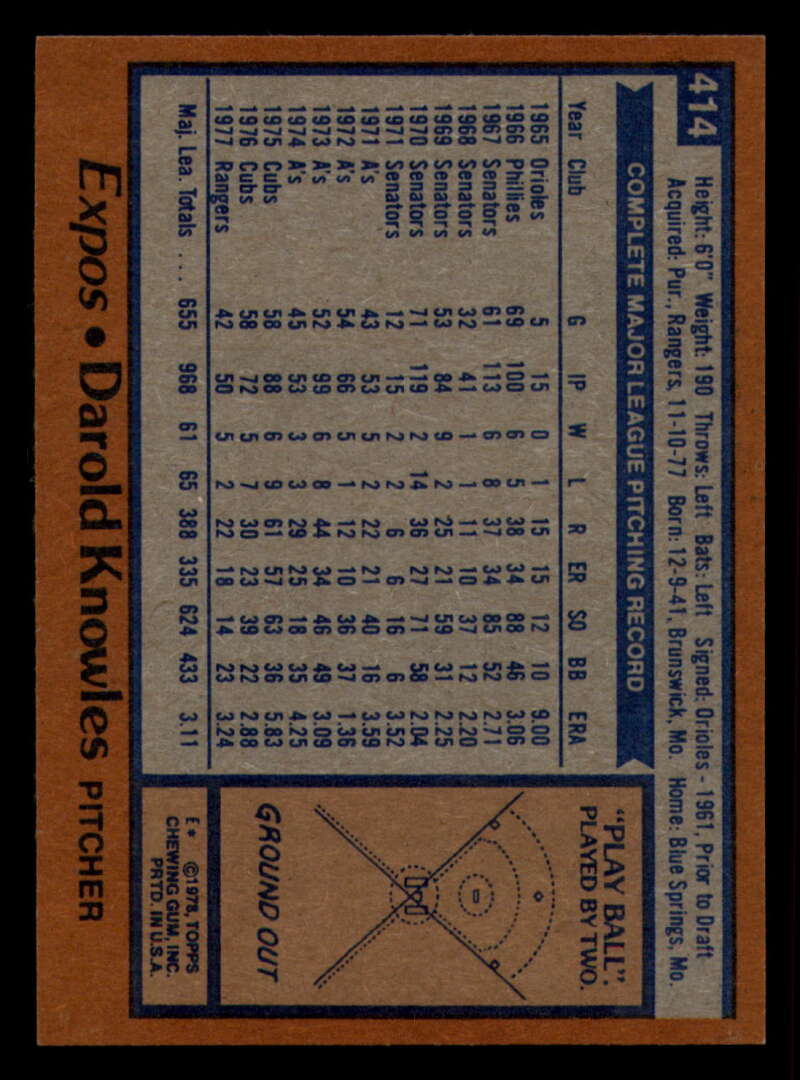 414
Height: 6'0" Weight: 190 Throws: Left Bats: Left Signed: Orioles - 1961, Prior to Draft
Acquired: Pur., Rangers, 11-10-77 Born: 12-9-41, Brunswick, Mo. Home: Blue Springs, Mo.
COMPLETE MAJOR LEAGUE PITCHING RECORD
Year Club G IP W L R ER SO BB ERA
1965 Orioles 5 15 0 1 15 15 12 10 9.00
1966 Phillies 69 100 6 5 38 34 88 46 3.06
1967 Senators 61 113 6 8 37 34 85 52 2.71
1968 Senators 32 41 1 1 11 10 37 12 2.20
1969 Senators 53 84 9 2 25 21 59 31 2.25
1970 Senators 71 119 2 14 36 27 71 58 2.04
1971 Senators 12 15 2 2 6 6 16 6 3.52
1971 A's 43 53 5 2 22 21 40 16 3.59
1972 A's 54 66 5 1 12 10 36 37 1.36
1973 A's 52 99 6 8 44 34 46 49 3.09
1974 A's 45 53 3 3 29 25 18 35 4.25
1975 Cubs 58 88 6 9 61 57 63 36 5.83
1976 Cubs 58 72 5 7 30 23 39 22 2.88
1977 Rangers 42 50 5 2 22 18 14 23 3.24
Maj. Lea. Totals ... 655 968 61 65 388 335 624 433 3.11
"PLAY BALL".
PLAYED BY TWO.
GROUND OUT
E* ©1978, TOPPS
CHEWING GUM, INC.
PRTD. IN U.S.A.
Expos • Darold Knowles PITCHER